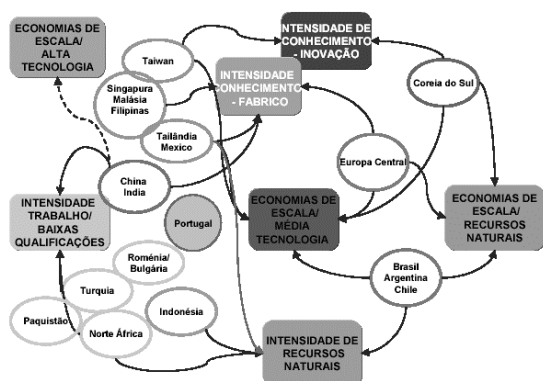 ECONOMIAS DE
ESCALA/
ALTA
TECNOLOGIA
Taiwan
INTENSIDADE DE
CONHECIMENTO
- INOVAÇÃO
Singapura
Malásia
Filipinas
INTENSIDADE
CONHECIMENTO
- FABRICO
Coreia do Sul
Tailândia
Mexico
Europa Central
China
India
INTENSIDADE
TRABALHO/
BAIXAS
QUALIFICAÇÕES
Portugal
ECONOMIAS DE
ESCALA/
MÉDIA
TECNOLOGIA
ECONOMIAS DE
ESCALA/
RECURSOS
NATURAIS
Roménia/
Bulgária
Turquia
Brasil
Argentina
Chile
Paquistão
Norte África
Indonésia
INTENSIDADE DE
RECURSOS
NATURAIS